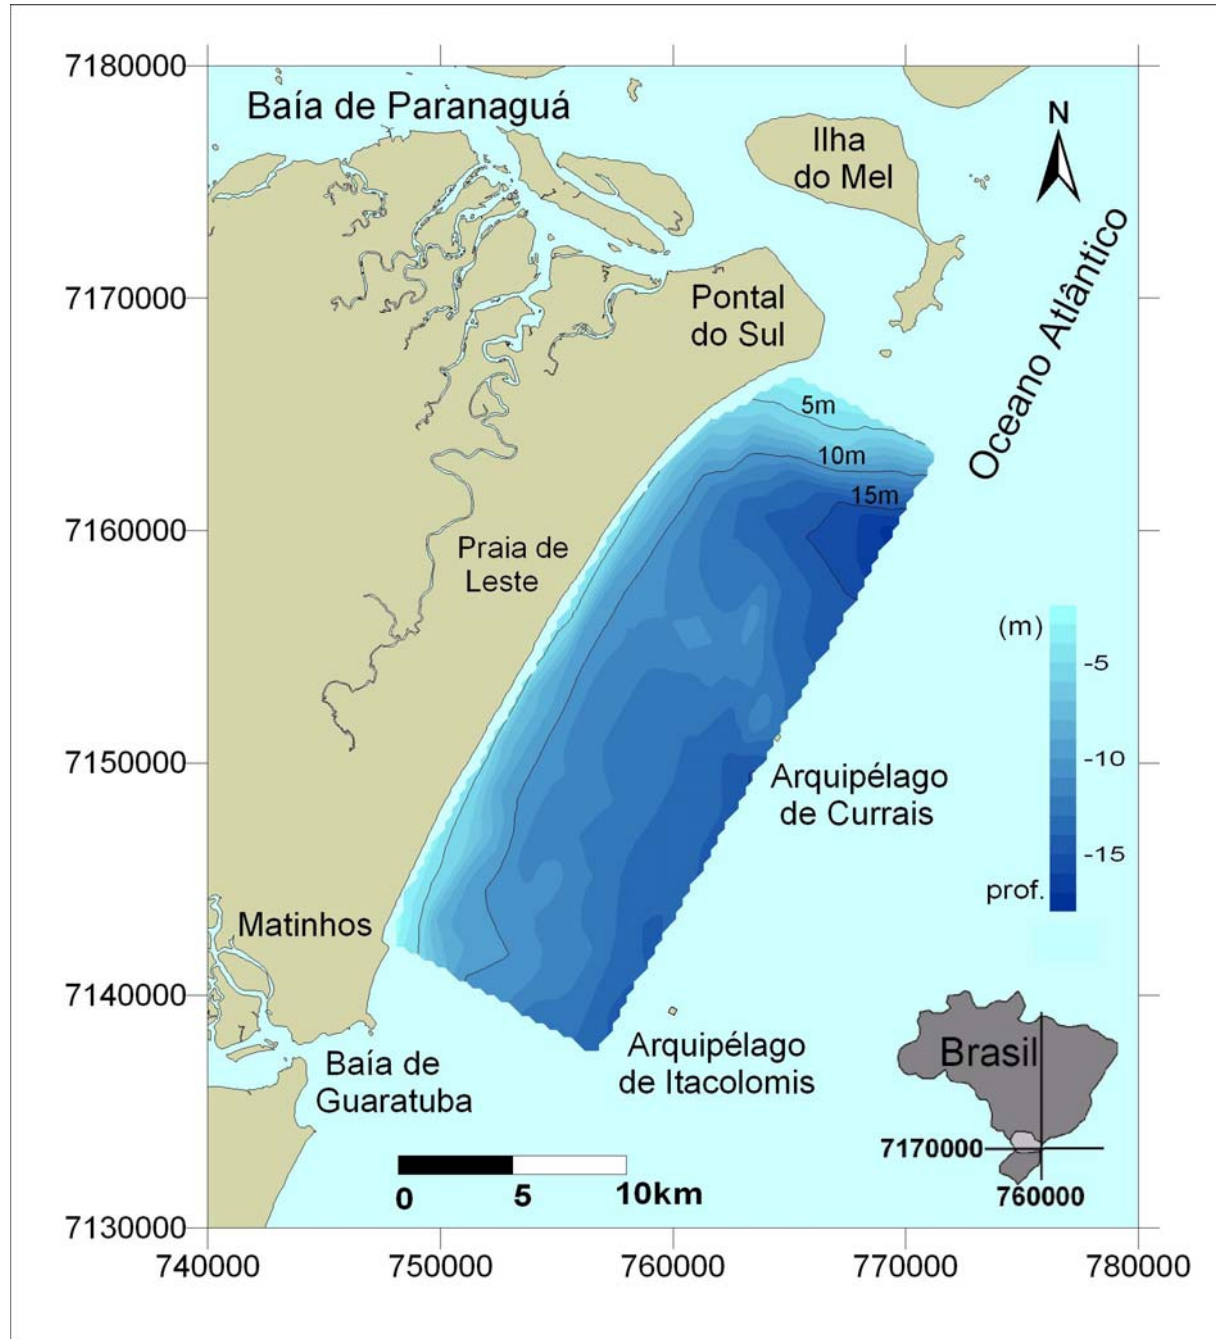 7180000
Baía de Paranaguá
N
Ilha
do Mel
Oceano Atlântico
7170000
Pontal
do Sul
5m
10m
15m
7160000
Praia de
Leste
(m)
-5
-10
-15
prof.
7150000
Arquipélago
de Currais
Matinhos
7140000
Arquipélago
de Itacolomis
Baía de
Guaratuba
Brasil
7170000
760000
0 5 10km
7130000
740000 750000 760000 770000 780000